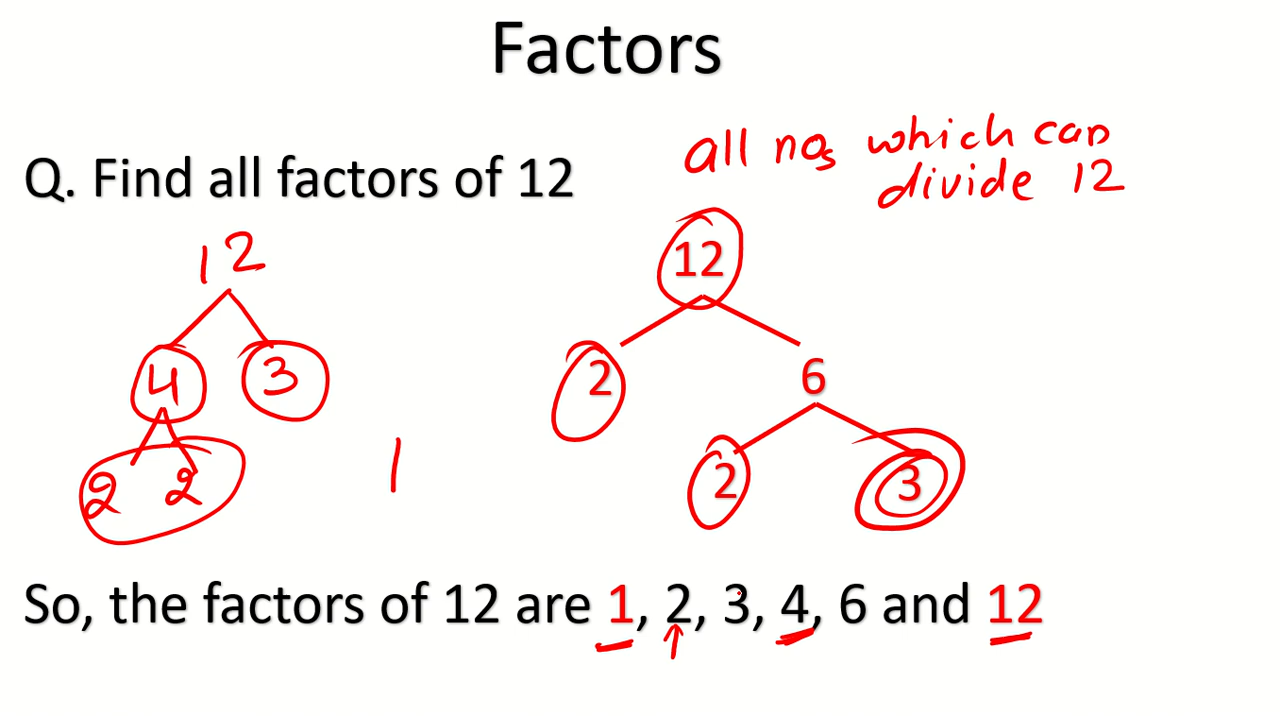 Factors
all nos which can
Q. Find all factors of 12
divide 12
12
12
4 3
2 6
2 2
1
2 3
So, the factors of 12 are 1, 2, 3, 4, 6 and 12